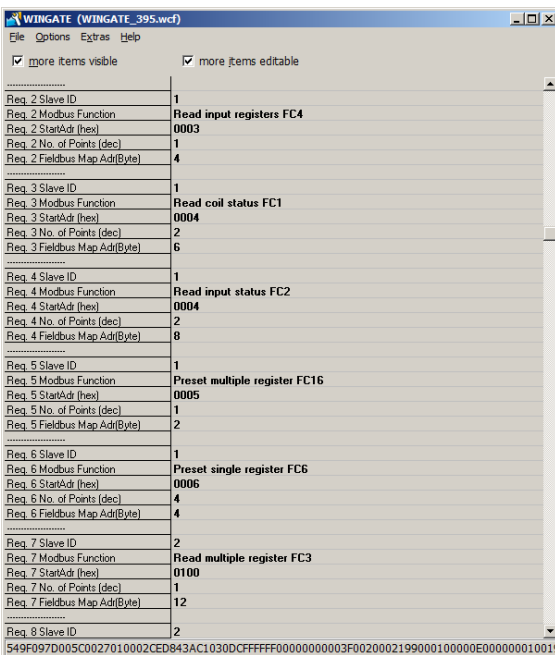 WINGATE (WINGATE_395.wcf)
File Options Extras Help
more items visible more items editable
---------------------
Req. 2 Slave ID 1
Req. 2 Modbus Function Read input registers FC4
Req. 2 StartAdr (hex) 0003
Req. 2 No. of Points (dec) 1
Req. 2 Fieldbus Map Adr(Byte) 4
---------------------
Req. 3 Slave ID 1
Req. 3 Modbus Function Read coil status FC1
Req. 3 StartAdr (hex) 0004
Req. 3 No. of Points (dec) 2
Req. 3 Fieldbus Map Adr(Byte) 6
---------------------
Req. 4 Slave ID 1
Req. 4 Modbus Function Read input status FC2
Req. 4 StartAdr (hex) 0004
Req. 4 No. of Points (dec) 2
Req. 4 Fieldbus Map Adr(Byte) 8
---------------------
Req. 5 Slave ID 1
Req. 5 Modbus Function Preset multiple register FC16
Req. 5 StartAdr (hex) 0005
Req. 5 No. of Points (dec) 1
Req. 5 Fieldbus Map Adr(Byte) 2
---------------------
Req. 6 Slave ID 1
Req. 6 Modbus Function Preset single register FC6
Req. 6 StartAdr (hex) 0006
Req. 6 No. of Points (dec) 4
Req. 6 Fieldbus Map Adr(Byte) 4
---------------------
Req. 7 Slave ID 2
Req. 7 Modbus Function Read multiple register FC3
Req. 7 StartAdr (hex) 0100
Req. 7 No. of Points (dec) 1
Req. 7 Fieldbus Map Adr(Byte) 12
---------------------
Req. 8 Slave ID 2
549F097D005C0027010002CED843AC1030DCFFFFFF00000000003F0020002199000100000E00000001001